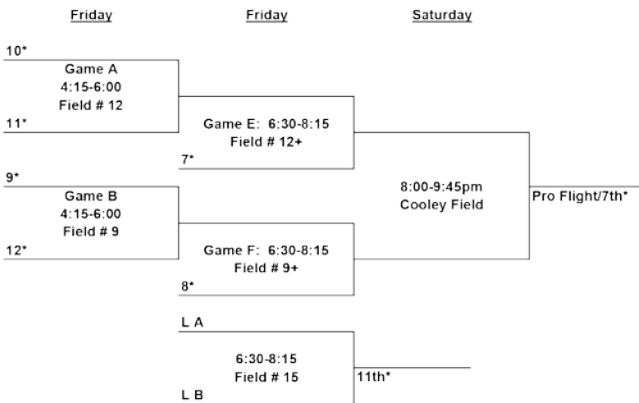 Friday Friday Saturday
10*
Game A
4:15-6:00
Field # 12
11*
Game E: 6:30-8:15
Field # 12+
7*
9*
Game B
4:15-6:00
Field # 9
12*
8:00-9:45pm
Cooley Field
Pro Flight/7th*
Game F: 6:30-8:15
Field # 9+
8*
L A
6:30-8:15
Field # 15
11th*
L B